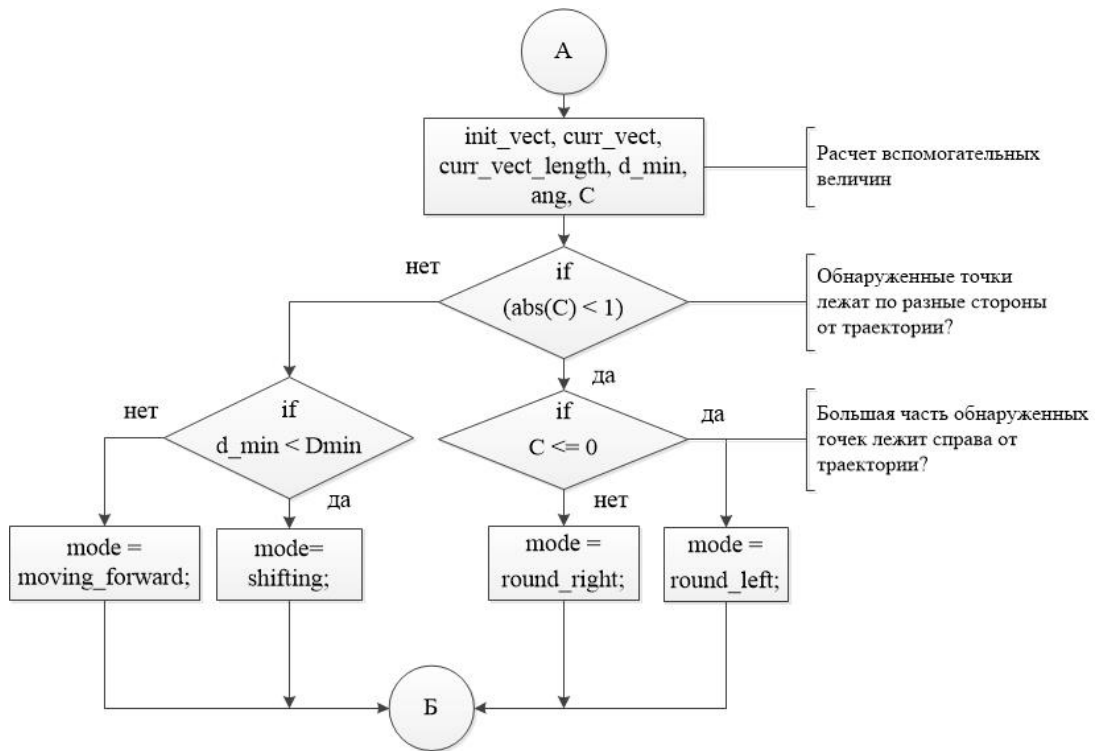 А
init_vect, curr_vect,
curr_vect_length, d_min,
ang, C
Расчет вспомогательных
величин
нет
if
(abs(C) < 1)
Обнаруженные точки
лежат по разные стороны
от траектории?
да
нет
if
d_min < Dmin
да
if
C <= 0
да
Большая часть обнаруженных
точек лежит справа от
траектории?
нет
mode =
moving_forward;
mode=
shifting;
mode =
round_right;
mode =
round_left;
Б